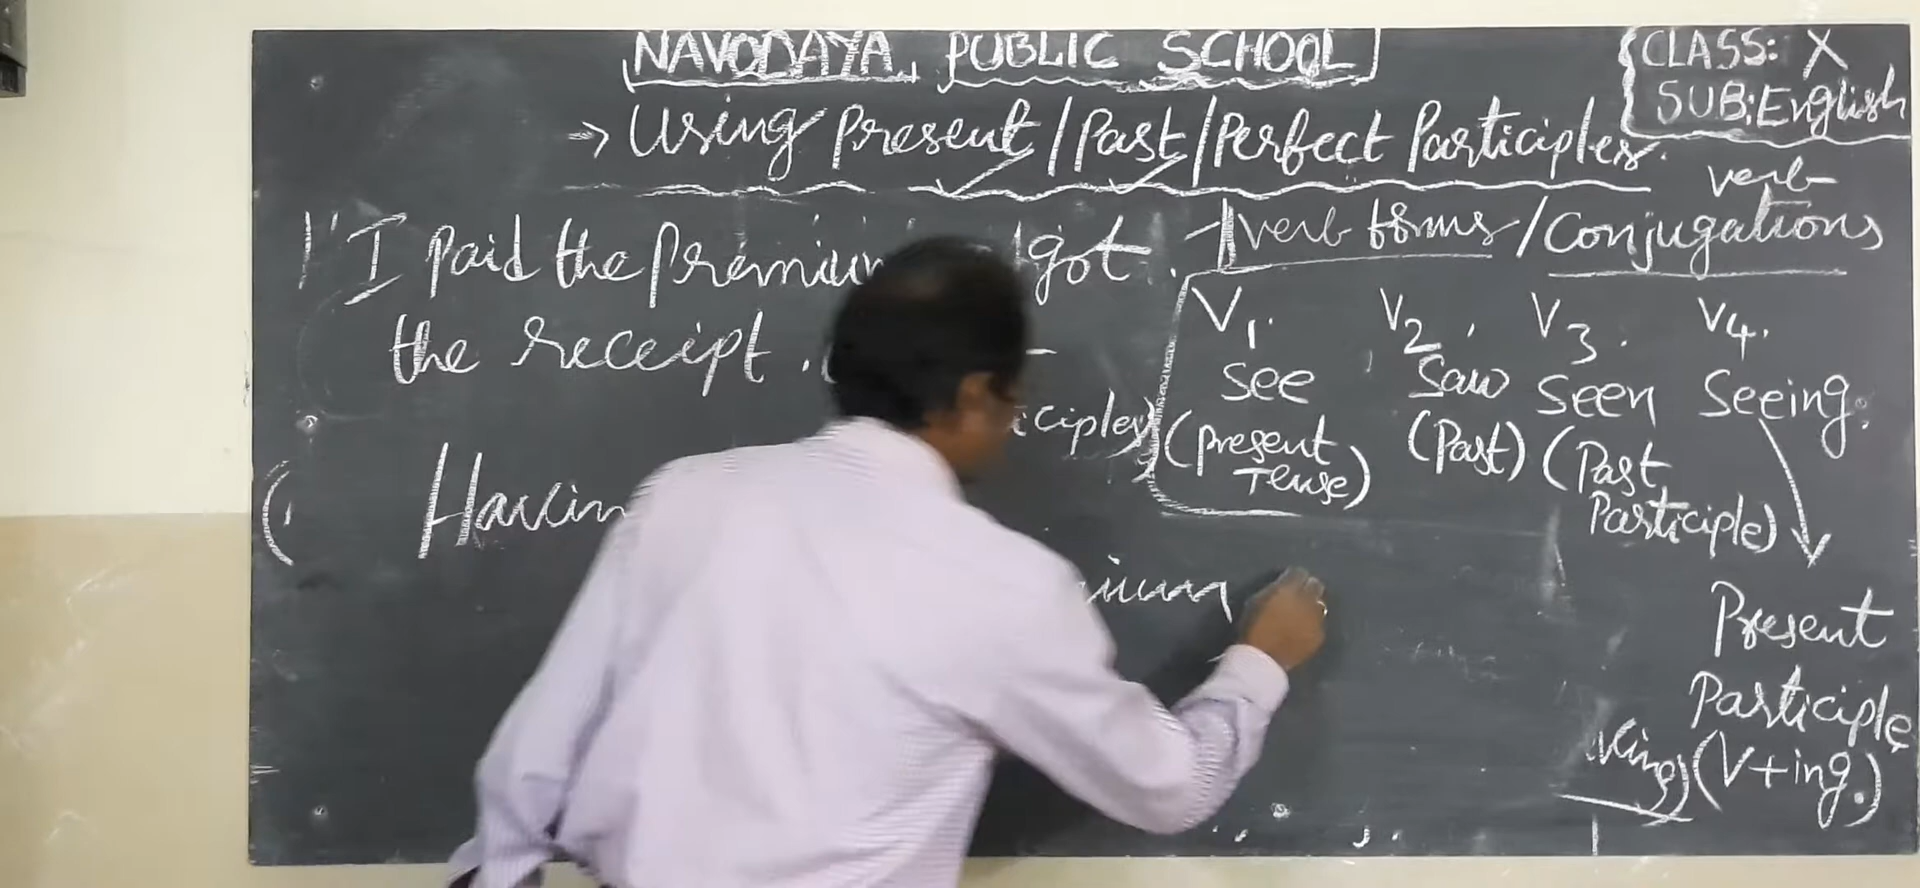 NAVODAYA PUBLIC SCHOOL
CLASS: X
SUB: English
→ Using Present/Past/Perfect Participles.
1' I paid the premium got.
the receipt.
Havin
verb forms / verb Conjugations
V1. V2. V3. V4.
see saw seen seeing.
(Present Tense) (Past) (Past Participle)
Present
Participle
(V+ing.)